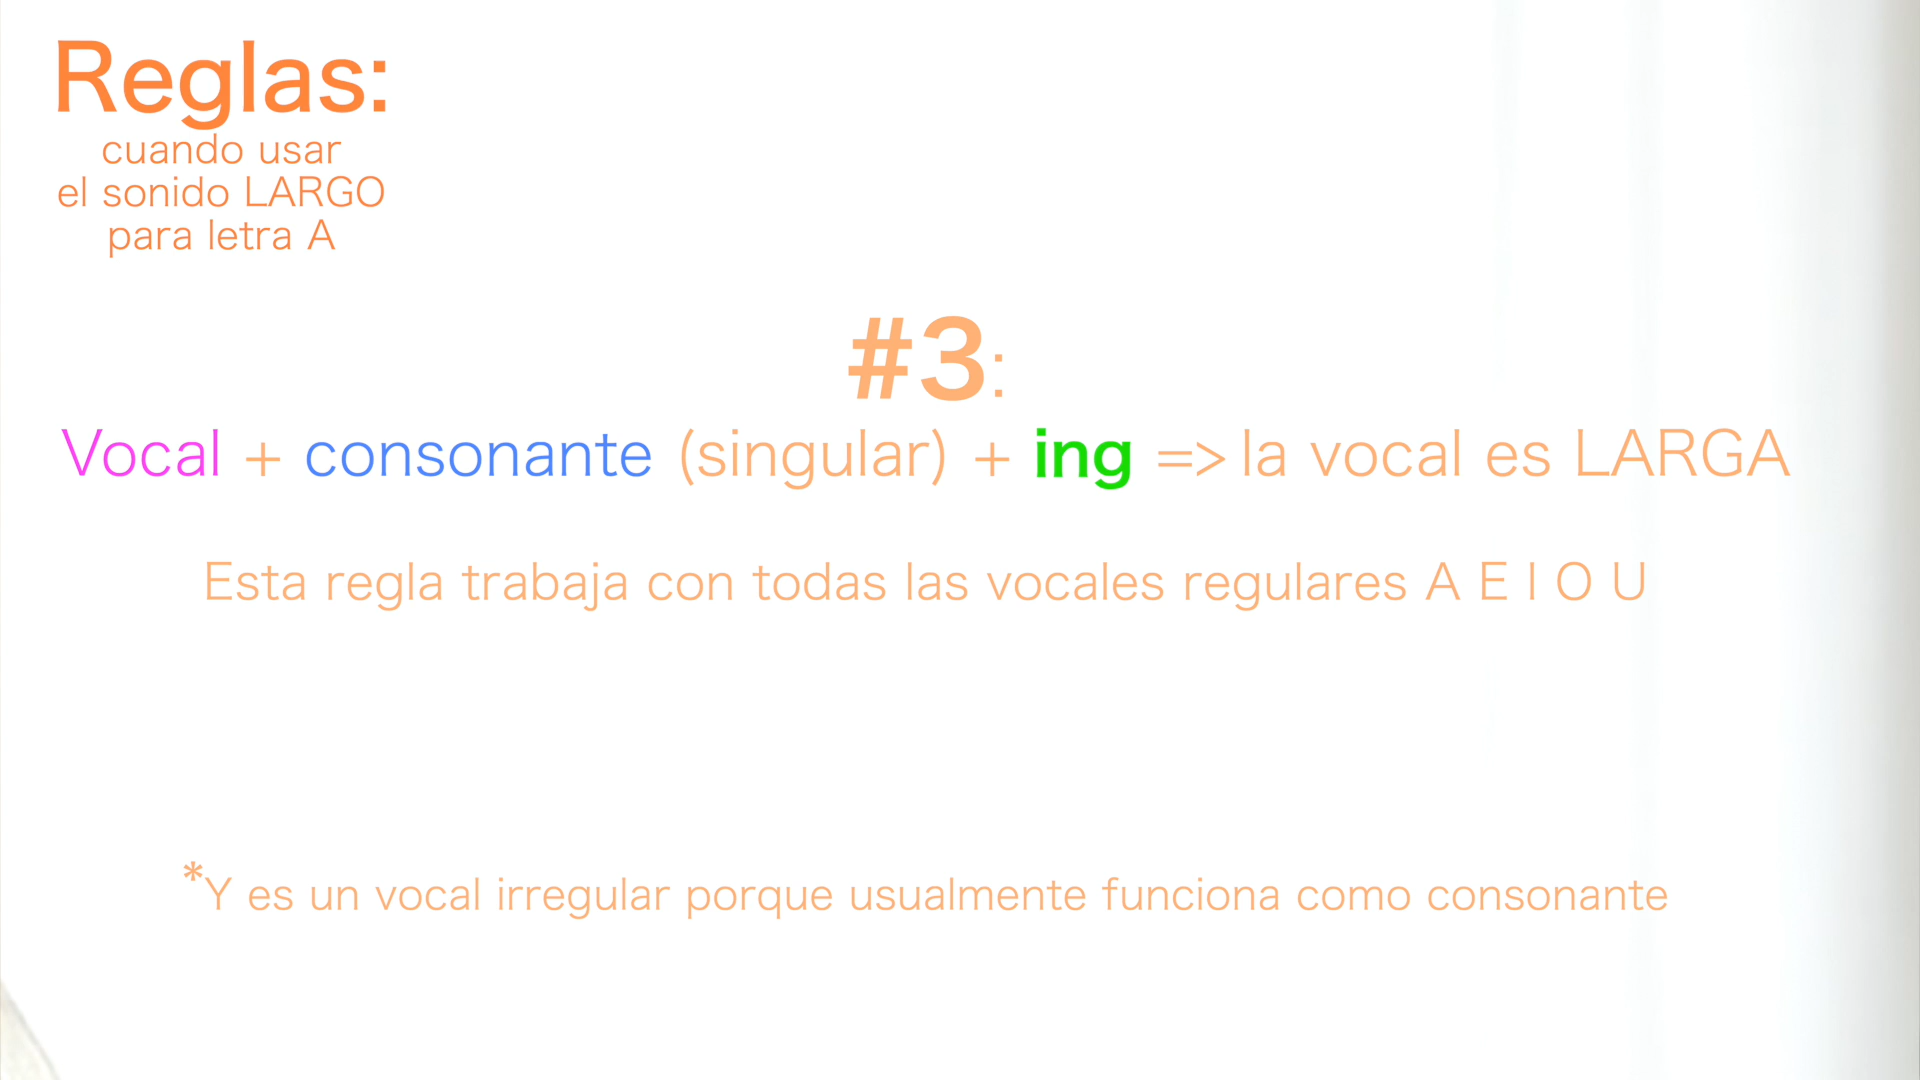 Reglas:
cuando usar
el sonido LARGO
para letra A
#3:
Vocal + consonante (singular) + ing => la vocal es LARGA
Esta regla trabaja con todas las vocales regulares A E I O U
*Y es un vocal irregular porque usualmente funciona como consonante